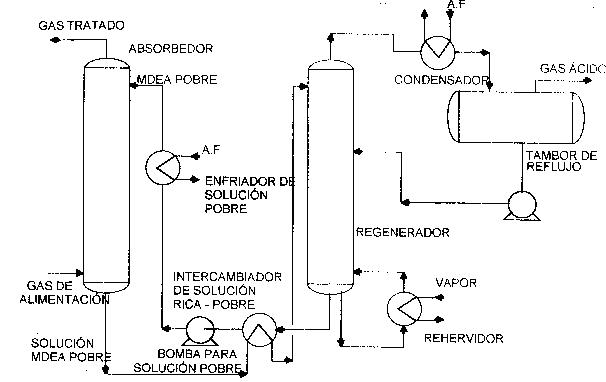 GAS TRATADO
ABSORBEDOR
MDEA POBRE
A.F
ENFRIADOR DE
SOLUCIÓN
POBRE
GAS DE
ALIMENTACIÓN
SOLUCIÓN
MDEA POBRE
INTERCAMBIADOR
DE SOLUCIÓN
RICA - POBRE
BOMBA PARA
SOLUCIÓN POBRE
A.F
CONDENSADOR
GAS ÁCIDO
TAMBOR DE
REFLUJO
REGENERADOR
VAPOR
REHERVIDOR